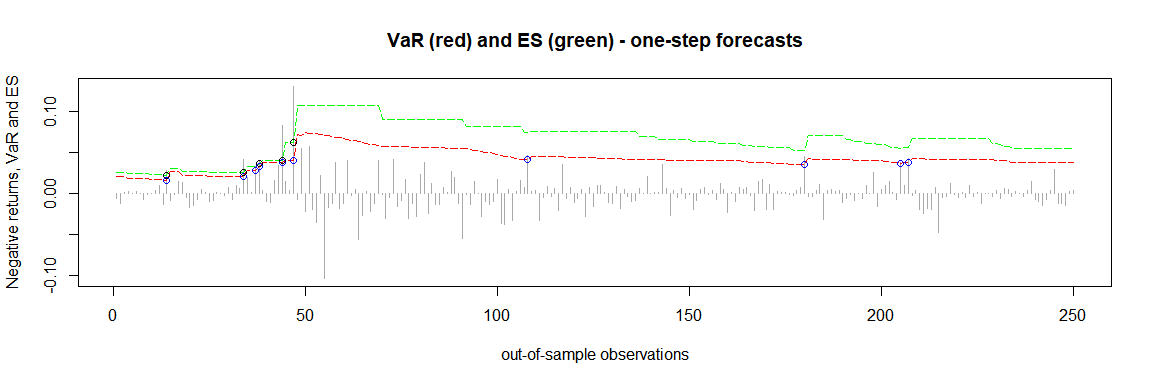 VaR (red) and ES (green) - one-step forecasts
Negative returns, VaR and ES
0.10
0.00
-0.10
0 50 100 150 200 250
out-of-sample observations